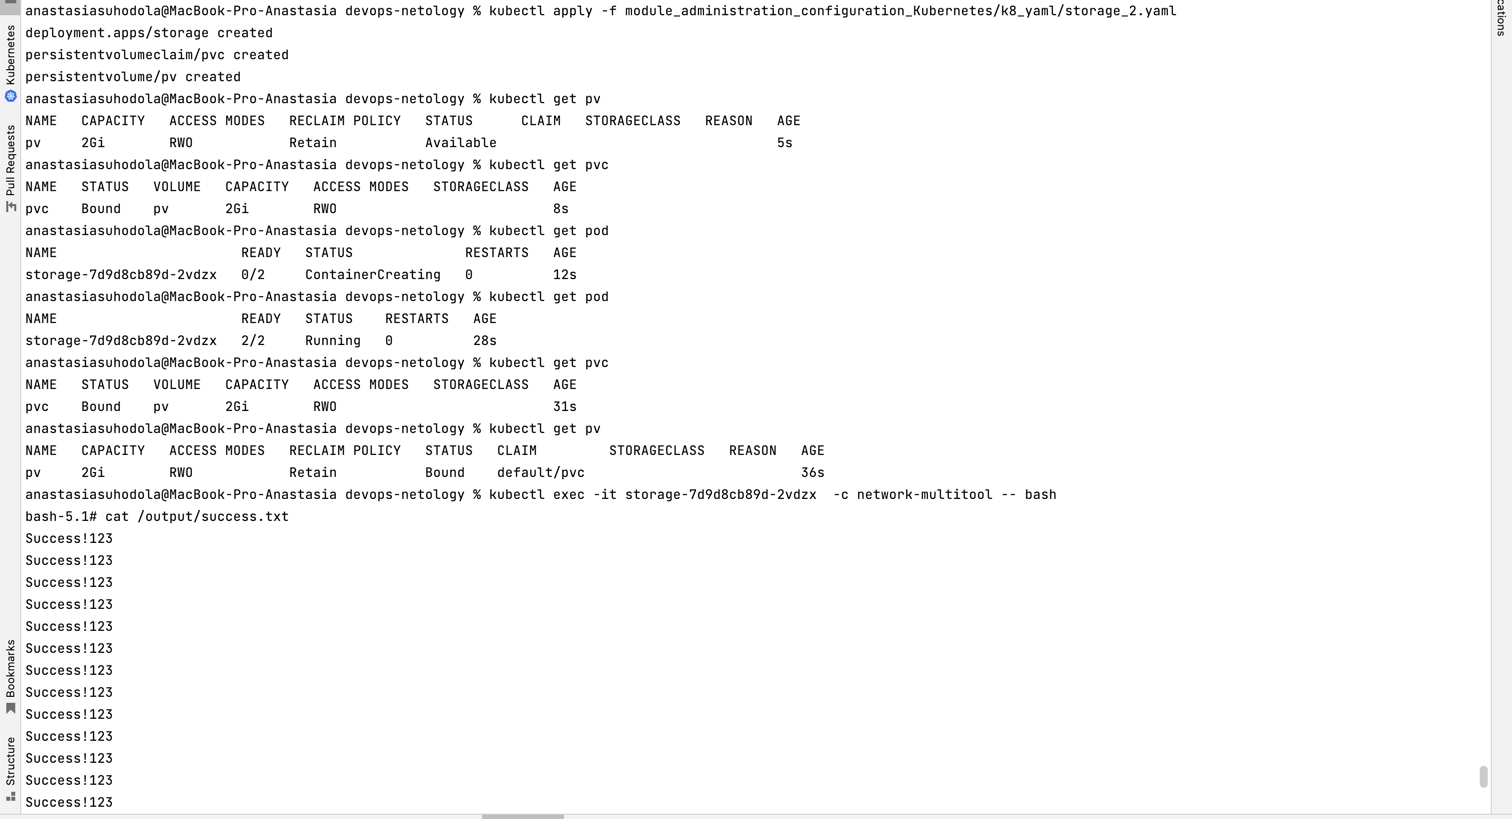 anastasiasuhodola@MacBook-Pro-Anastasia devops-netology % kubectl apply -f module_administration_configuration_Kubernetes/k8_yaml/storage_2.yaml
deployment.apps/storage created
persistentvolumeclaim/pvc created
persistentvolume/pv created
anastasiasuhodola@MacBook-Pro-Anastasia devops-netology % kubectl get pv
NAME   CAPACITY   ACCESS MODES   RECLAIM POLICY   STATUS      CLAIM   STORAGECLASS   REASON   AGE
pv     2Gi        RWO            Retain           Available                                   5s
anastasiasuhodola@MacBook-Pro-Anastasia devops-netology % kubectl get pvc
NAME   STATUS   VOLUME   CAPACITY   ACCESS MODES   STORAGECLASS   AGE
pvc    Bound    pv       2Gi        RWO                           8s
anastasiasuhodola@MacBook-Pro-Anastasia devops-netology % kubectl get pod
NAME                       READY   STATUS              RESTARTS   AGE
storage-7d9d8cb89d-2vdzx   0/2     ContainerCreating   0          12s
anastasiasuhodola@MacBook-Pro-Anastasia devops-netology % kubectl get pod
NAME                       READY   STATUS    RESTARTS   AGE
storage-7d9d8cb89d-2vdzx   2/2     Running   0          28s
anastasiasuhodola@MacBook-Pro-Anastasia devops-netology % kubectl get pvc
NAME   STATUS   VOLUME   CAPACITY   ACCESS MODES   STORAGECLASS   AGE
pvc    Bound    pv       2Gi        RWO                           31s
anastasiasuhodola@MacBook-Pro-Anastasia devops-netology % kubectl get pv
NAME   CAPACITY   ACCESS MODES   RECLAIM POLICY   STATUS   CLAIM         STORAGECLASS   REASON   AGE
pv     2Gi        RWO            Retain           Bound    default/pvc                           36s
anastasiasuhodola@MacBook-Pro-Anastasia devops-netology % kubectl exec -it storage-7d9d8cb89d-2vdzx  -c network-multitool -- bash
bash-5.1# cat /output/success.txt
Success!123
Success!123
Success!123
Success!123
Success!123
Success!123
Success!123
Success!123
Success!123
Success!123
Success!123
Success!123
Success!123
Kubernetes
Pull Requests
Bookmarks
Structure
cations